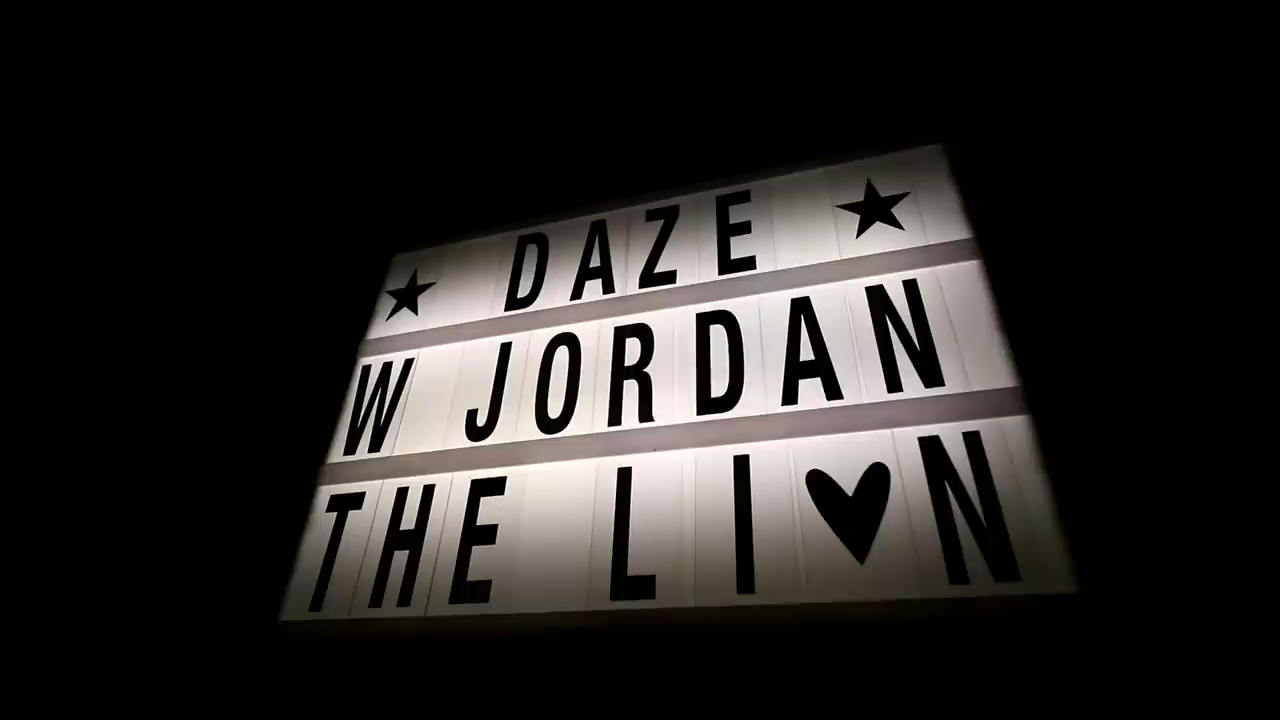 ★ DAZE ★
W JORDAN
THE LI♥N